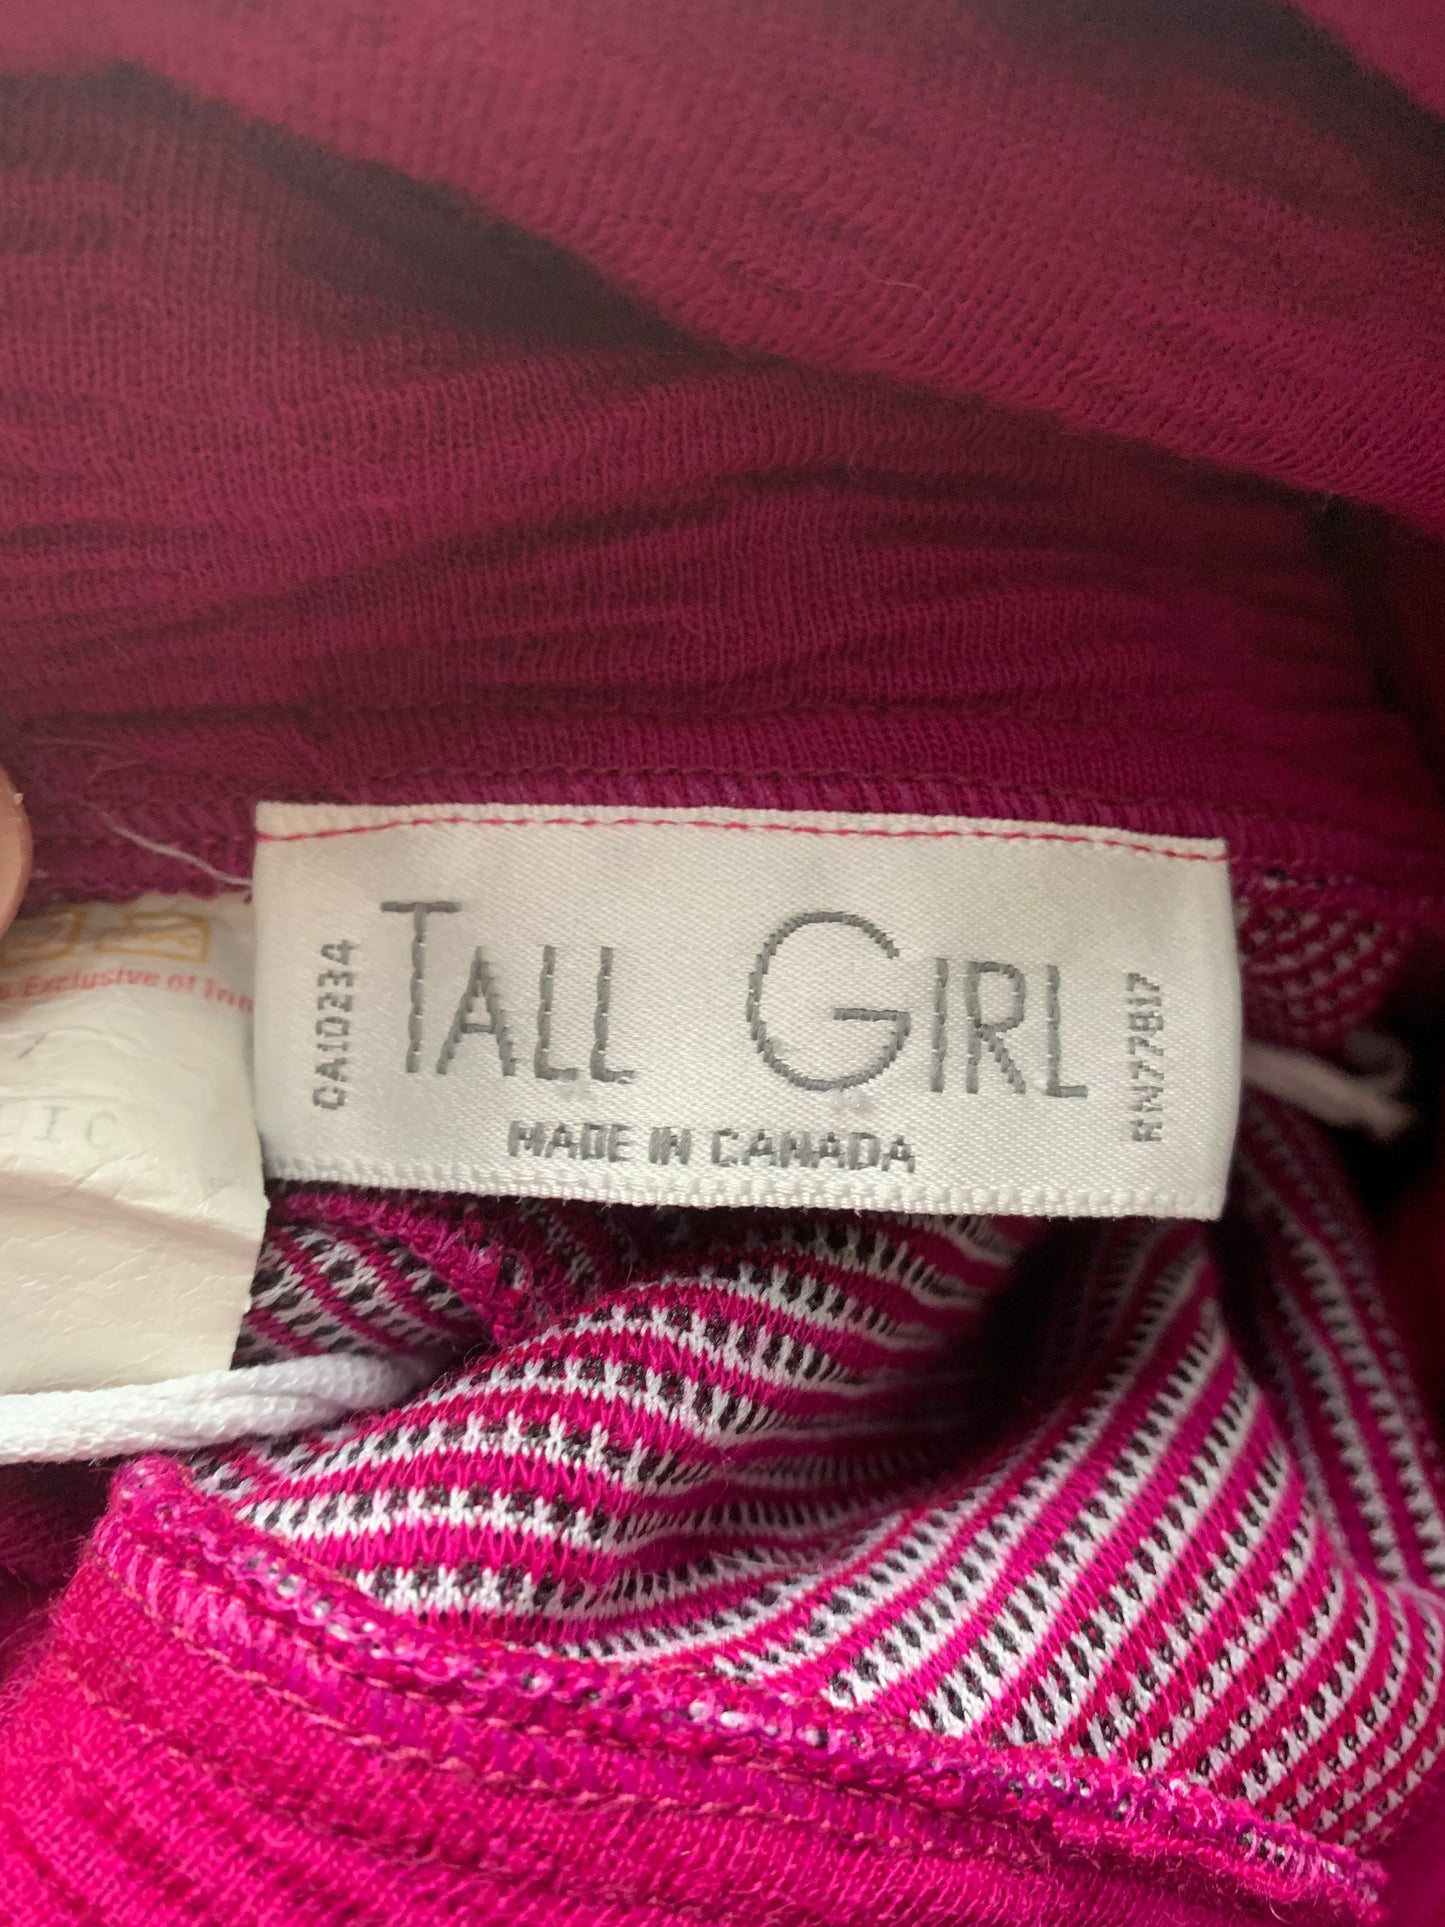 TALL GIRL
MADE IN CANADA
CA10234
RN77817
/Exclusive of